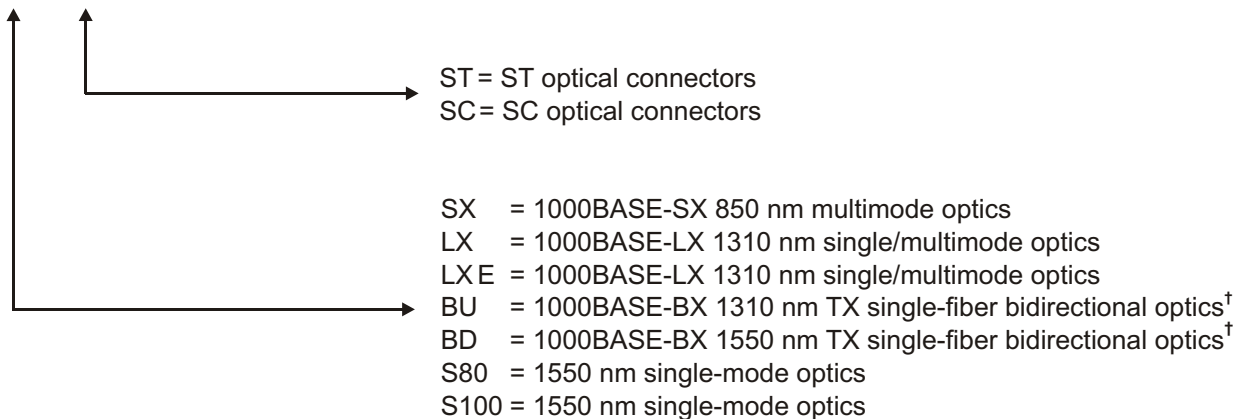 ST = ST optical connectors
SC = SC optical connectors
SX = 1000BASE-SX 850 nm multimode optics
LX = 1000BASE-LX 1310 nm single/multimode optics
LXE = 1000BASE-LX 1310 nm single/multimode optics
BU = 1000BASE-BX 1310 nm TX single-fiber bidirectional optics†
BD = 1000BASE-BX 1550 nm TX single-fiber bidirectional optics†
S80 = 1550 nm single-mode optics
S100 = 1550 nm single-mode optics